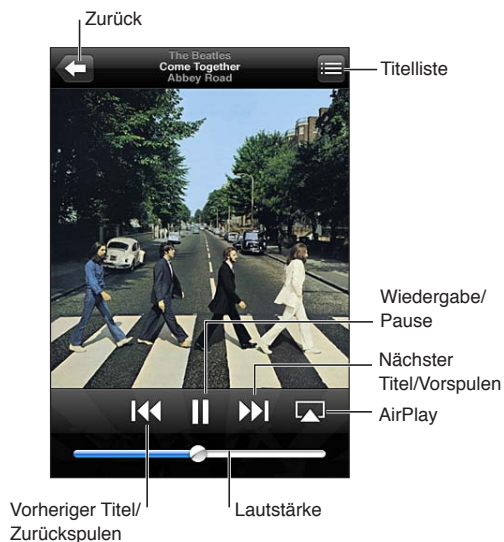 Zurück
The Beatles
Come Together
Abbey Road
Titelliste
Wiedergabe/
Pause
Nächster
Titel/Vorspulen
AirPlay
Vorheriger Titel/
Zurückspulen
Lautstärke